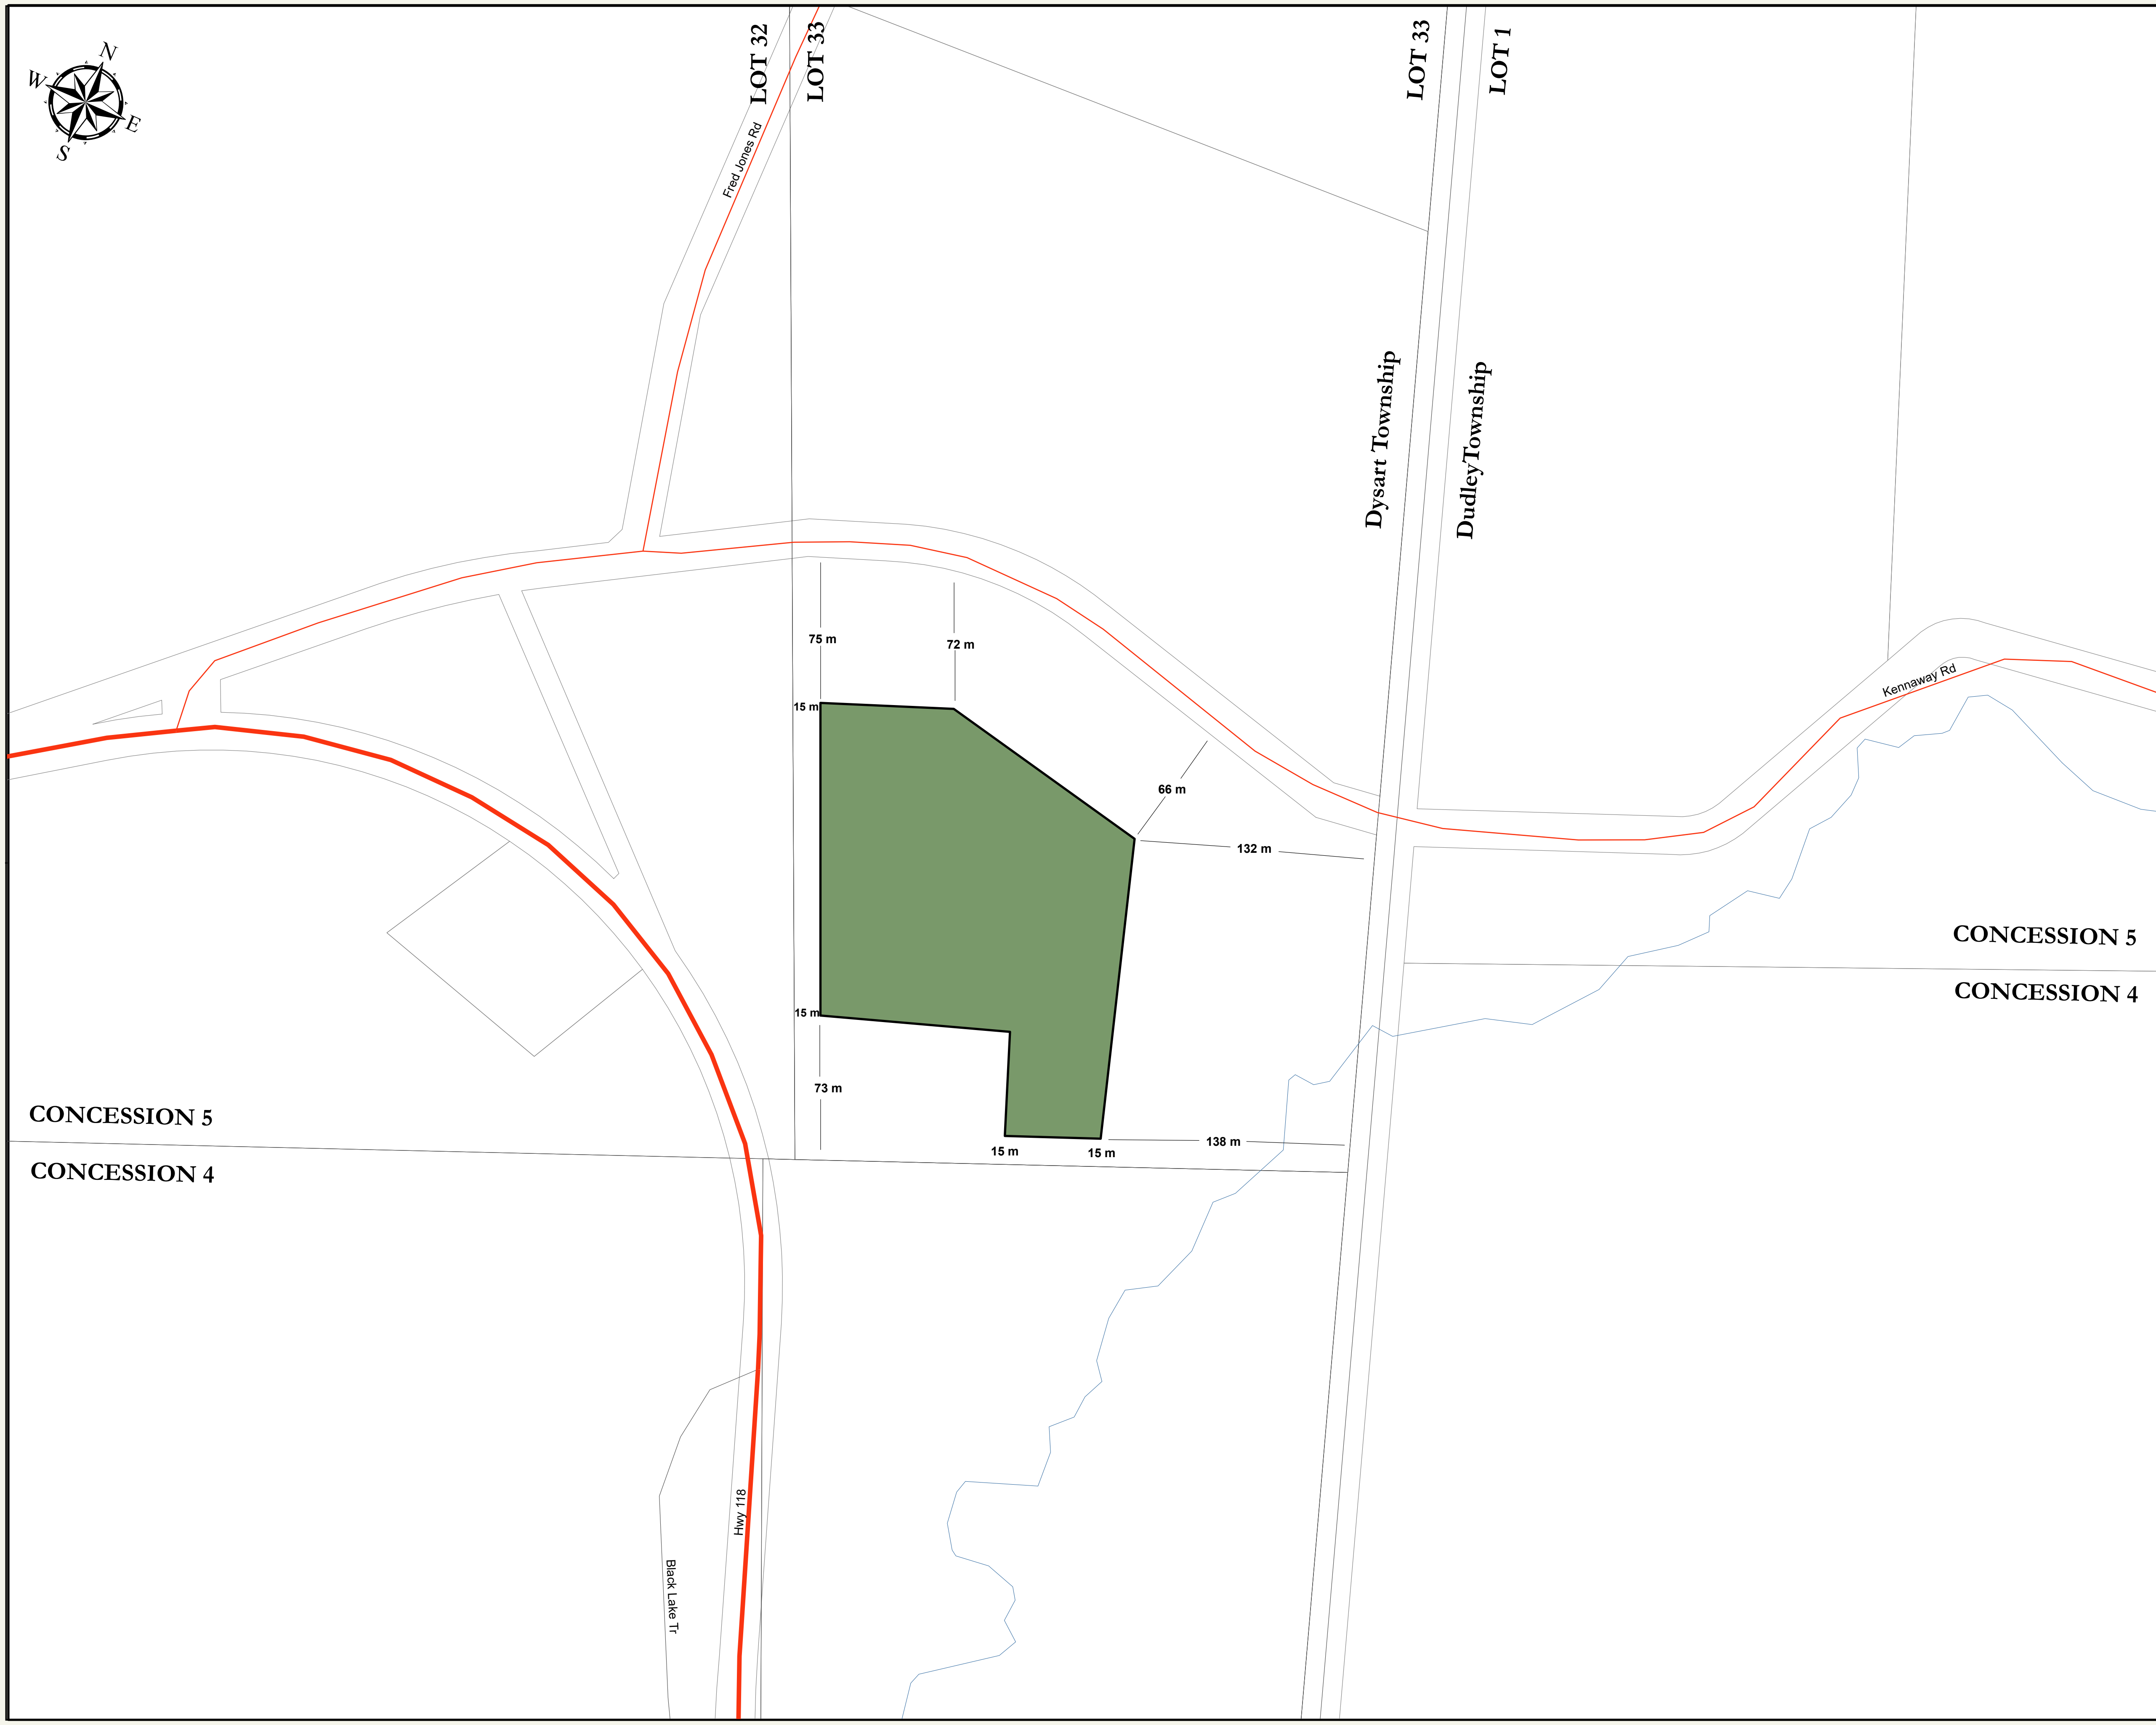 N
W
E
S
LOT 32
LOT 33
LOT 33
LOT 1
Fred Jones Rd
Dysart Township
DudleyTownship
75 m
72 m
Kennaway Rd
15 m
66 m
132 m
CONCESSION 5
CONCESSION 4
15 m
73 m
CONCESSION 5
CONCESSION 4
15 m
15 m
138 m
Hwy 118
Black Lake Tr